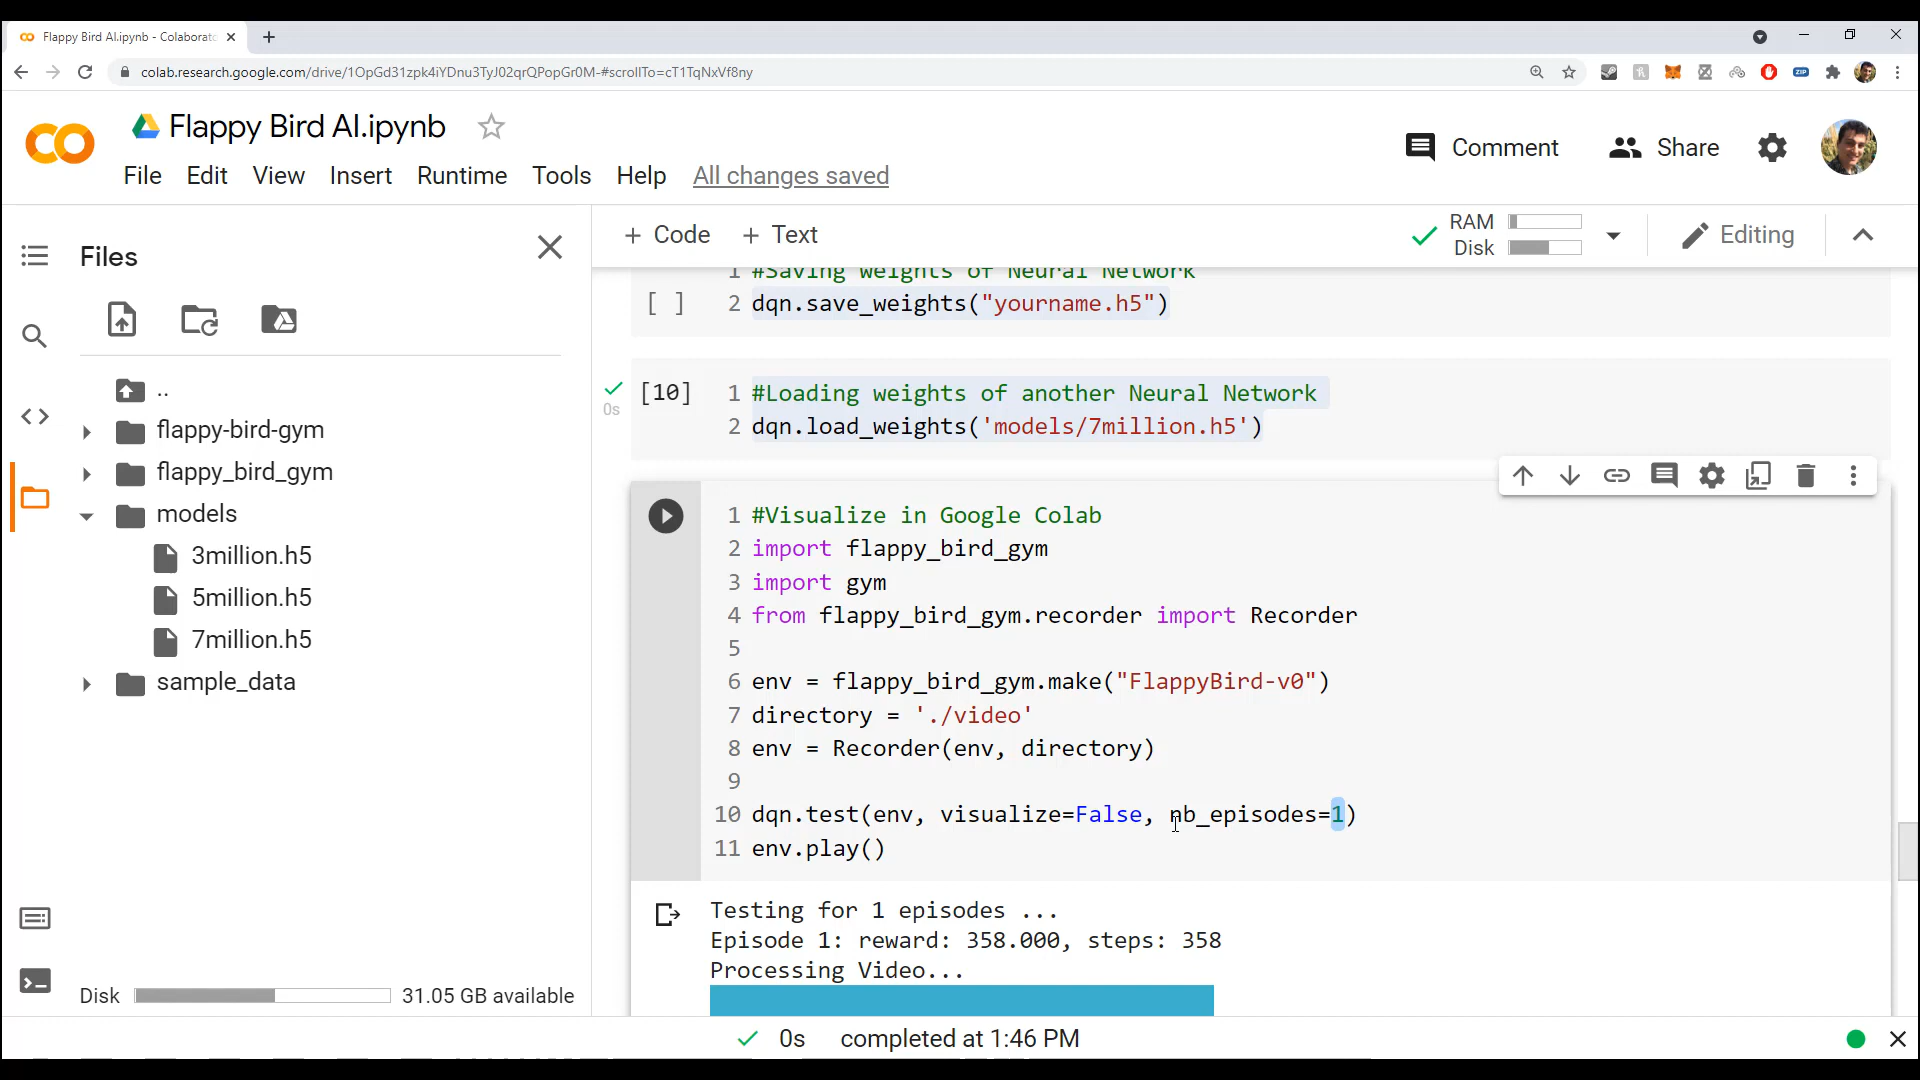 Flappy Bird AI.ipynb - Colaborato
colab.research.google.com/drive/1OpGd31zpk4iYDnu3TyJ02qrQPopGr0M-#scrollTo=cT1TqNxVf8ny
ZIP
Flappy Bird AI.ipynb
Comment
Share
File Edit View Insert Runtime Tools Help All changes saved
Files
+ Code + Text
RAM
Disk
Editing
..
flappy-bird-gym
flappy_bird_gym
models
3million.h5
5million.h5
7million.h5
sample_data
Disk 31.05 GB available
1 #Saving weights of Neural Network
[ ] 2 dqn.save_weights("yourname.h5")
[10] 1 #Loading weights of another Neural Network
0s
2 dqn.load_weights('models/7million.h5')
1 #Visualize in Google Colab
2 import flappy_bird_gym
3 import gym
4 from flappy_bird_gym.recorder import Recorder
5
6 env = flappy_bird_gym.make("FlappyBird-v0")
7 directory = './video'
8 env = Recorder(env, directory)
9
10 dqn.test(env, visualize=False, nb_episodes=1)
11 env.play()
Testing for 1 episodes ...
Episode 1: reward: 358.000, steps: 358
Processing Video...
0s completed at 1:46 PM